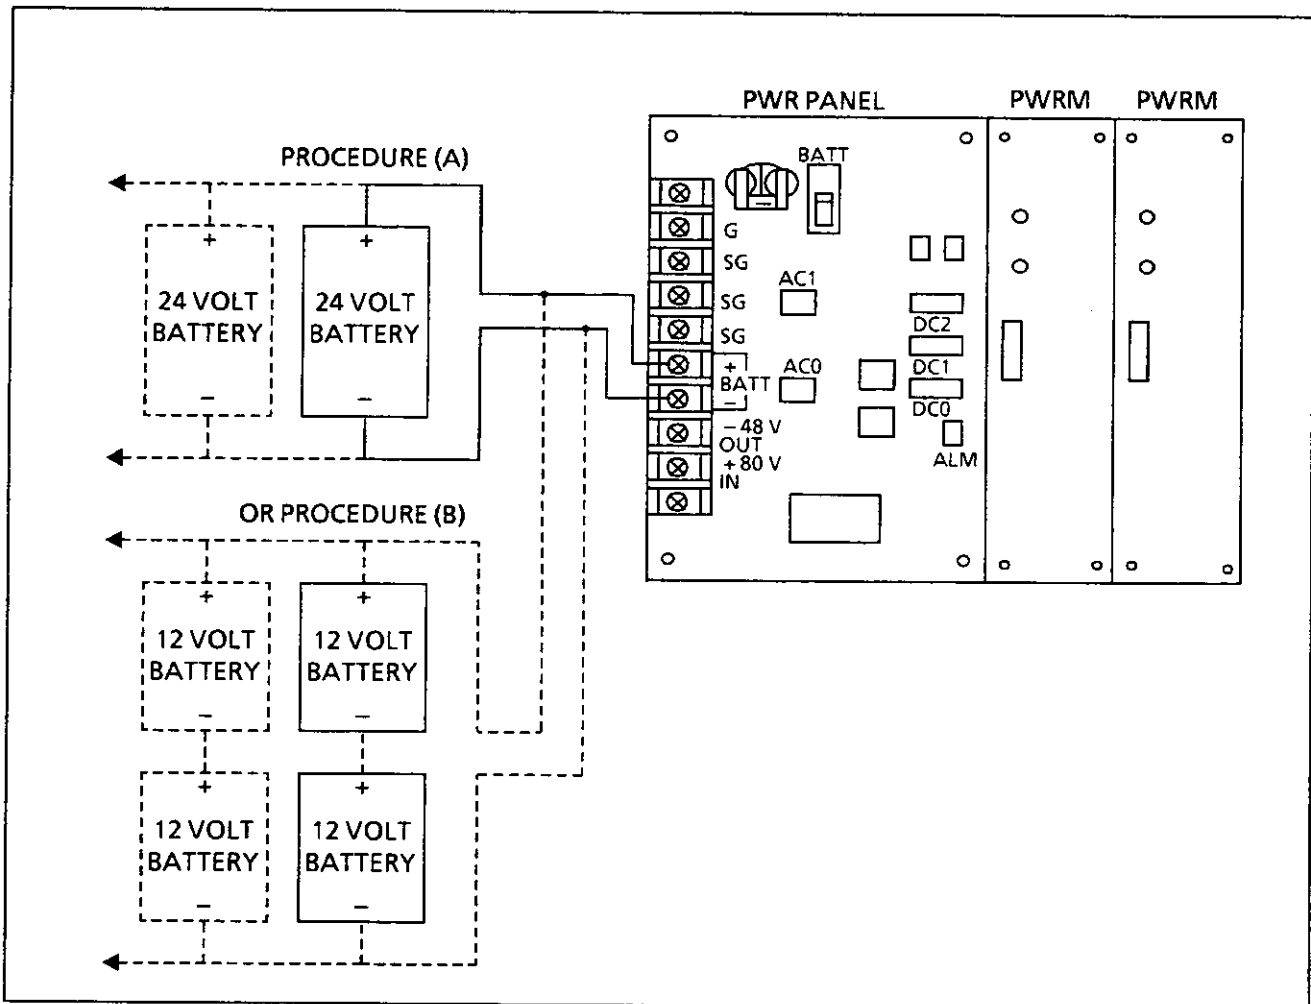 PWR PANEL
PWRM
PWRM
PROCEDURE (A)
BATT
+
24 VOLT
BATTERY
–
+
24 VOLT
BATTERY
–
G
SG
SG
SG
+
BATT
–
– 48 V
OUT
+ 80 V
IN
AC1
AC0
DC2
DC1
DC0
ALM
OR PROCEDURE (B)
+
12 VOLT
BATTERY
–
+
12 VOLT
BATTERY
–
+
12 VOLT
BATTERY
–
+
12 VOLT
BATTERY
–